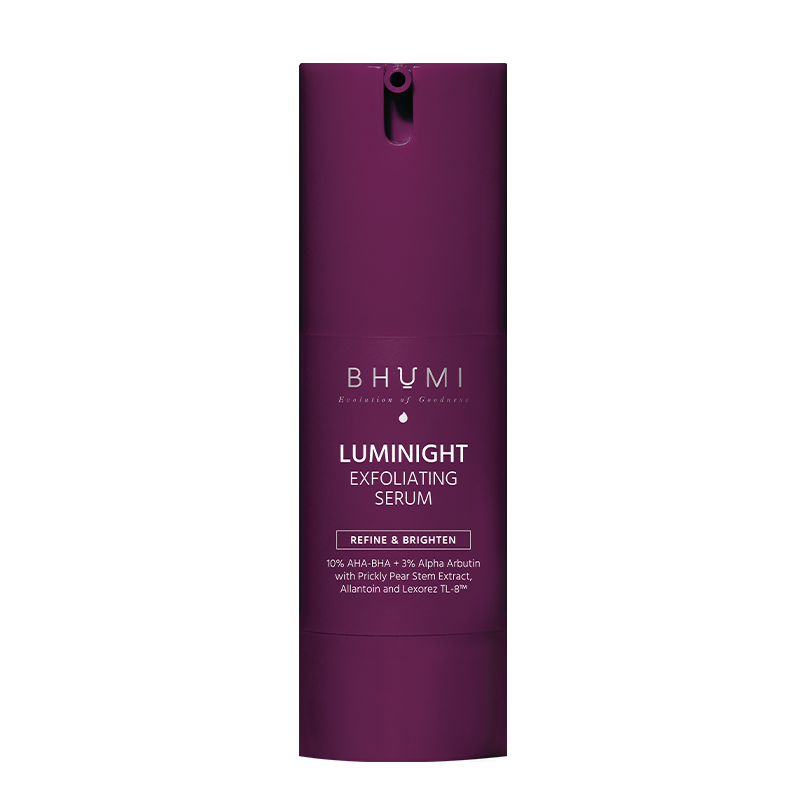 BHUMI
Evolution of Goodness
LUMINIGHT
EXFOLIATING
SERUM
REFINE & BRIGHTEN
10% AHA-BHA + 3% Alpha Arbutin
with Prickly Pear Stem Extract,
Allantoin and Lexorez TL-8™